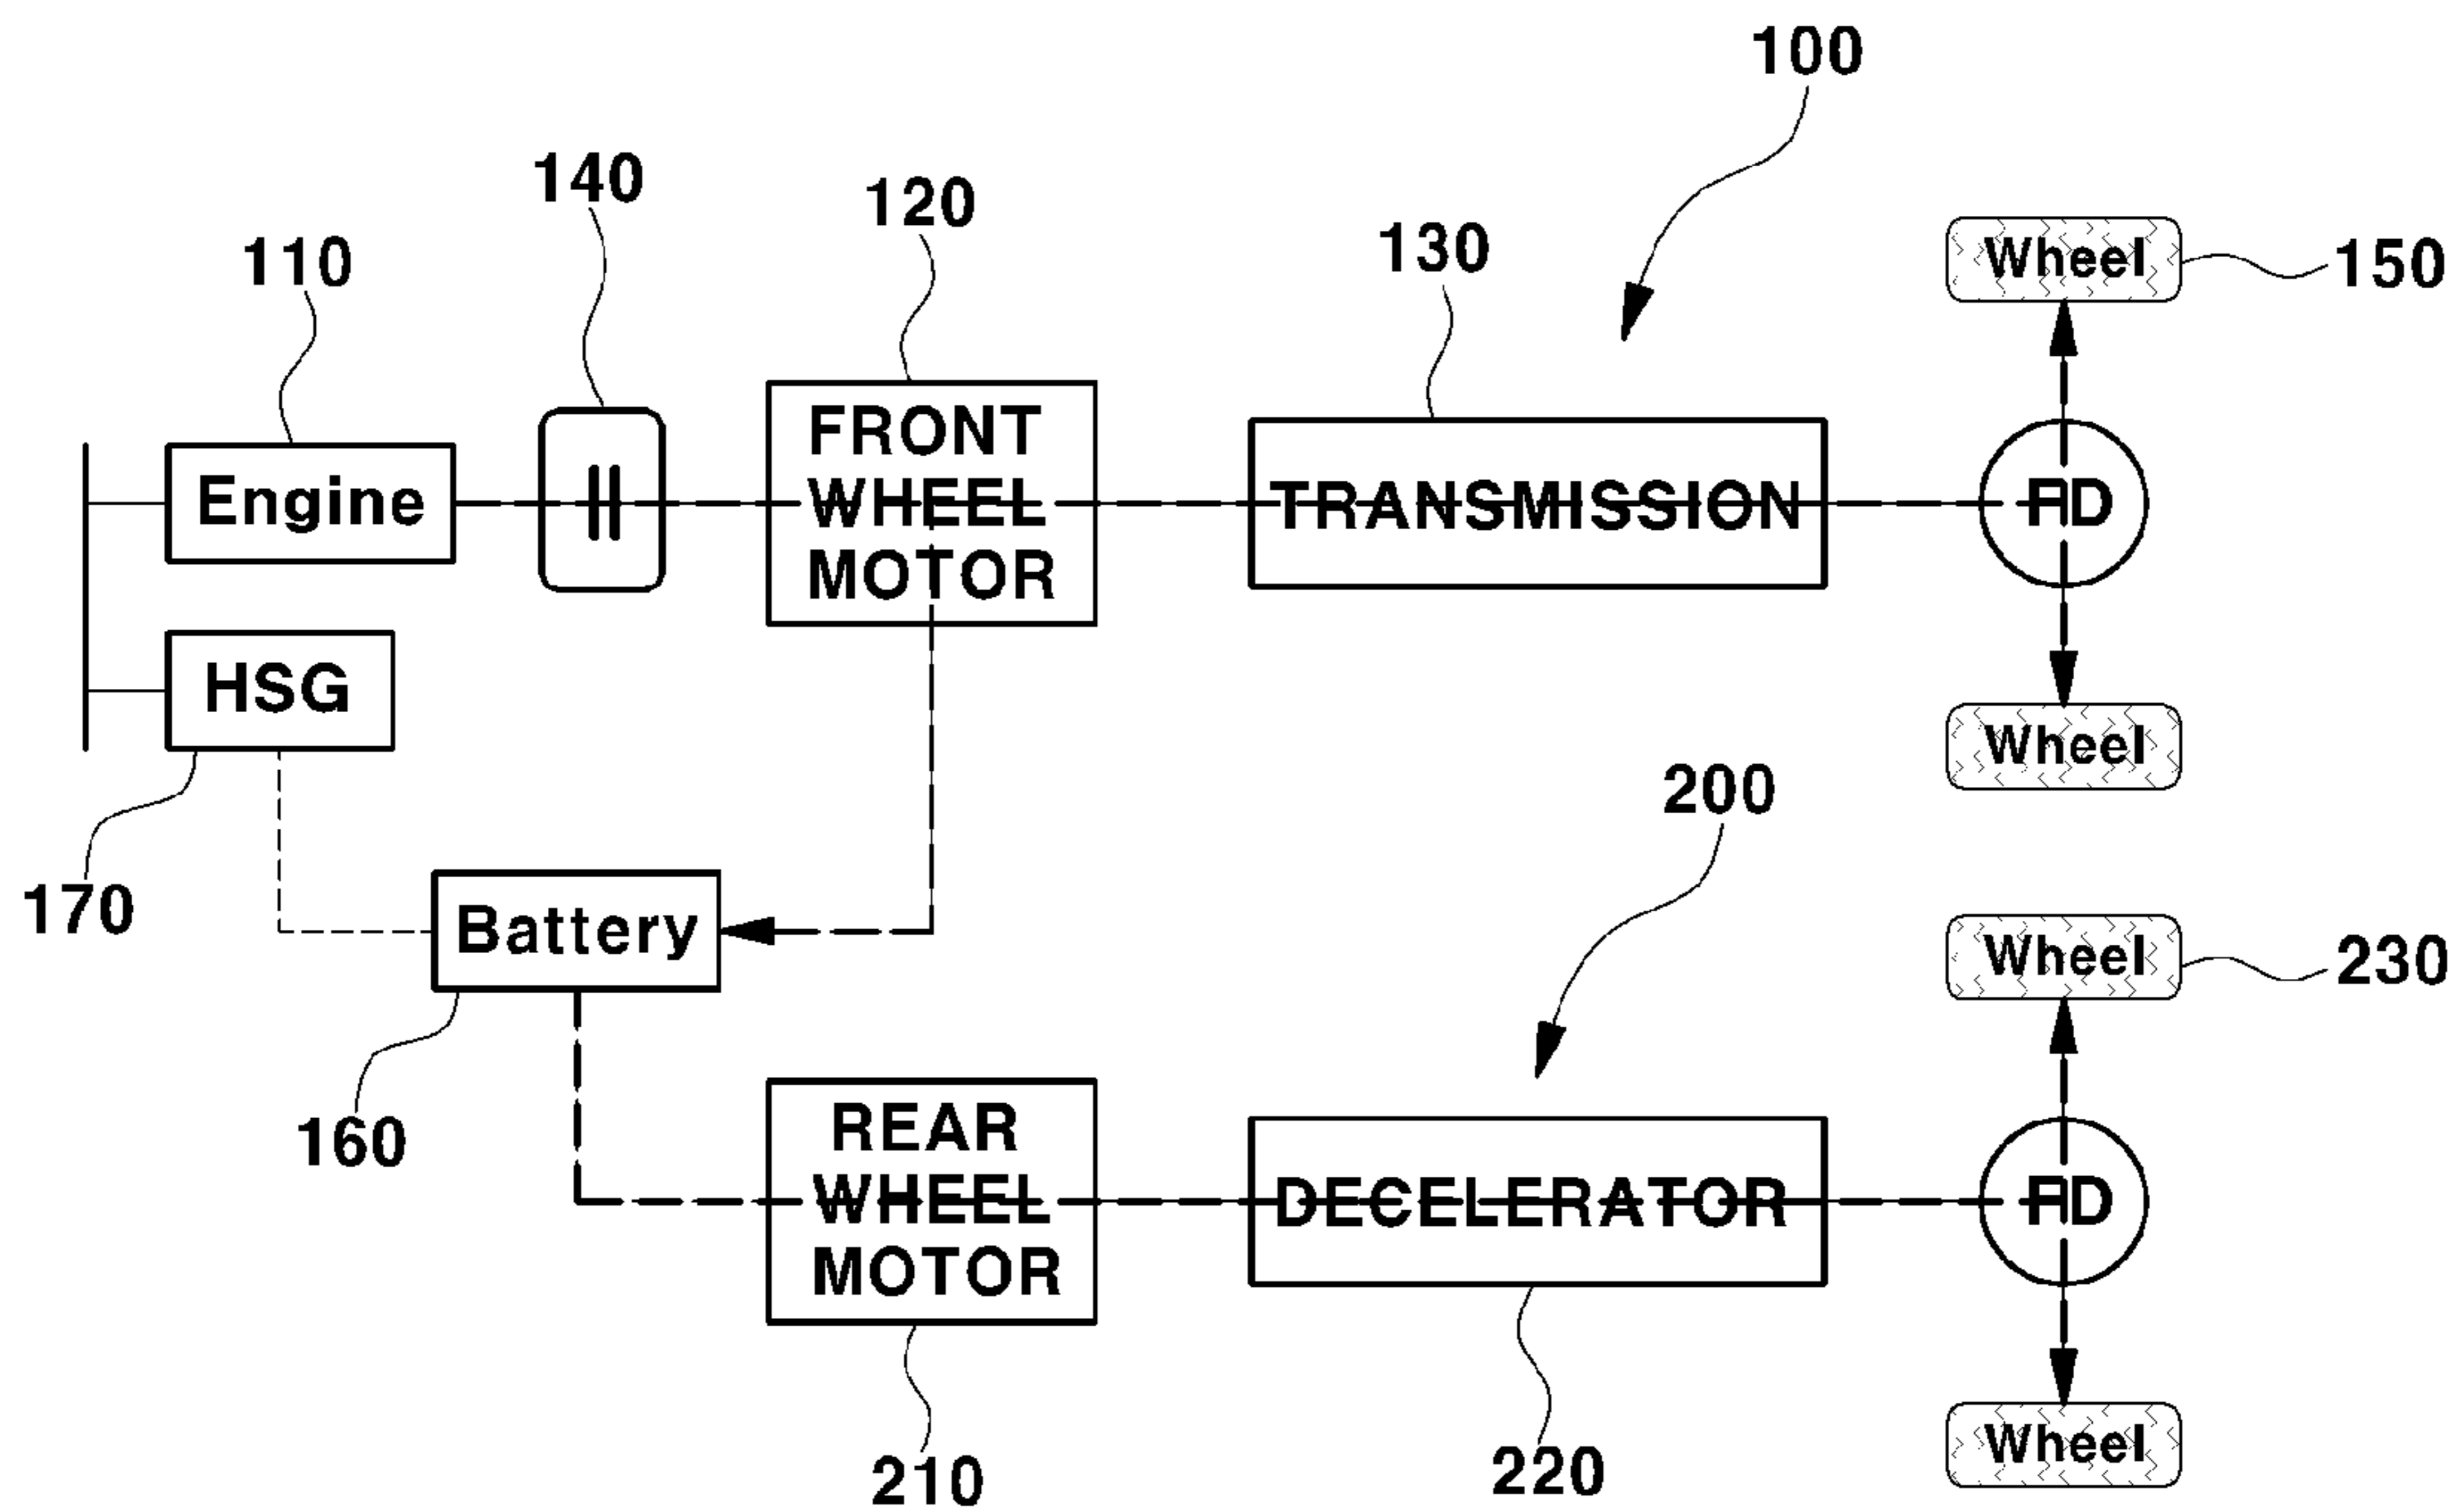 100
140
120
110
130
Wheel
150
FRONT
WHEEL
MOTOR
Engine
TRANSMISSION
FD
HSG
Wheel
200
170
Battery
Wheel
230
160
REAR
WHEEL
MOTOR
DECELERATOR
FD
Wheel
210
220